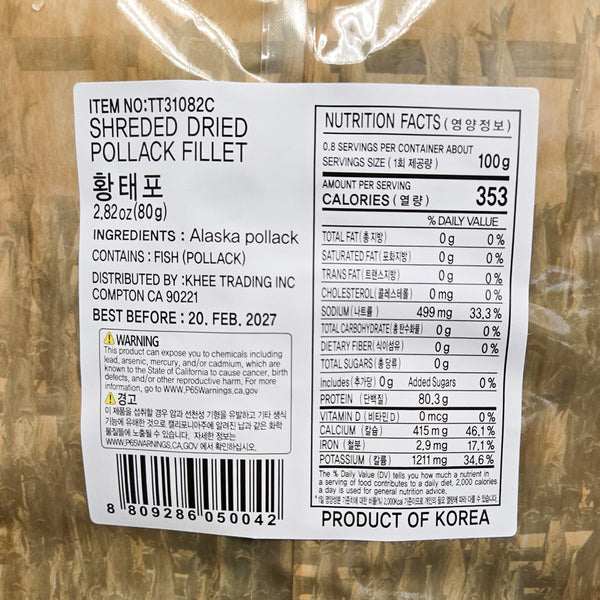 ITEM NO:TT31082C
SHREDED DRIED
POLLACK FILLET
황태포
2,82oz(80g)
INGREDIENTS : Alaska pollack
CONTAINS : FISH (POLLACK)
DISTRIBUTED BY :KHEE TRADING INC
COMPTON CA 90221
BEST BEFORE : 20. FEB. 2027
WARNING
This product can expose you to chemicals including
lead, arsenic, mercury, and/or cadmium, which are
known to the State of California to cause cancer, birth
defects, and/or other reproductive harm. For more
information, go to WWW.P65Warnings.ca.gov
경고
이 제품을 섭취할 경우 암과 선천성 기형을 유발하고 기타 생식
기능에 유해한 것으로 캘리포니아주에 알려진 납과 같은 화학
물질들에 노출될 수 있습니다. 자세한 정보는
WWW.P65WARNINGS.CA.GOV 에서 확인하십시오.
8 809286 050042
NUTRITION FACTS (영양정보)
0.8 SERVINGS PER CONTAINER ABOUT
SERVINGS SIZE (1회 제공량) 100g
AMOUNT PER SERVING
CALORIES (열량) 353
% DAILY VALUE
TOTAL FAT(총지방) 0g 0%
SATURATED FAT(포화지방) 0g 0%
TRANS FAT(트랜스지방) 0g 0%
CHOLESTEROL(콜레스테롤) 0mg 0%
SODIUM(나트륨) 499mg 33,3%
TOTAL CARBOHYDRATE(총탄수화물) 0g 0%
DIETARY FIBER(식이섬유) 0g 0%
TOTAL SUGARS(총당류) 0g
Includes(추가당) 0g Added Sugars 0%
PROTEIN (단백질) 80,3g
VITAMIN D (비타민D) 0mcg 0%
CALCIUM (칼슘) 415mg 46,1%
IRON (철분) 2,9mg 17,1%
POTASSIUM (칼륨) 1211mg 34,6%
The % Daily Value (DV) tells you how much a nutrient in
a serving of food contributes to a daily diet. 2,000 calories
a day is used for general nutrition advice.
PRODUCT OF KOREA